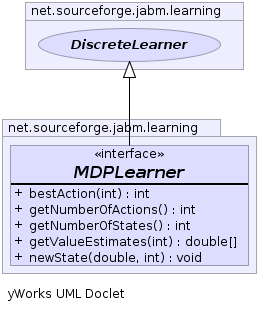 net.sourceforge.jabm.learning
DiscreteLearner
net.sourceforge.jabm.learning
«interface»
MDPLearner
+ bestAction(int) : int
+ getNumberOfActions() : int
+ getNumberOfStates() : int
+ getValueEstimates(int) : double[]
+ newState(double, int) : void
yWorks UML Doclet